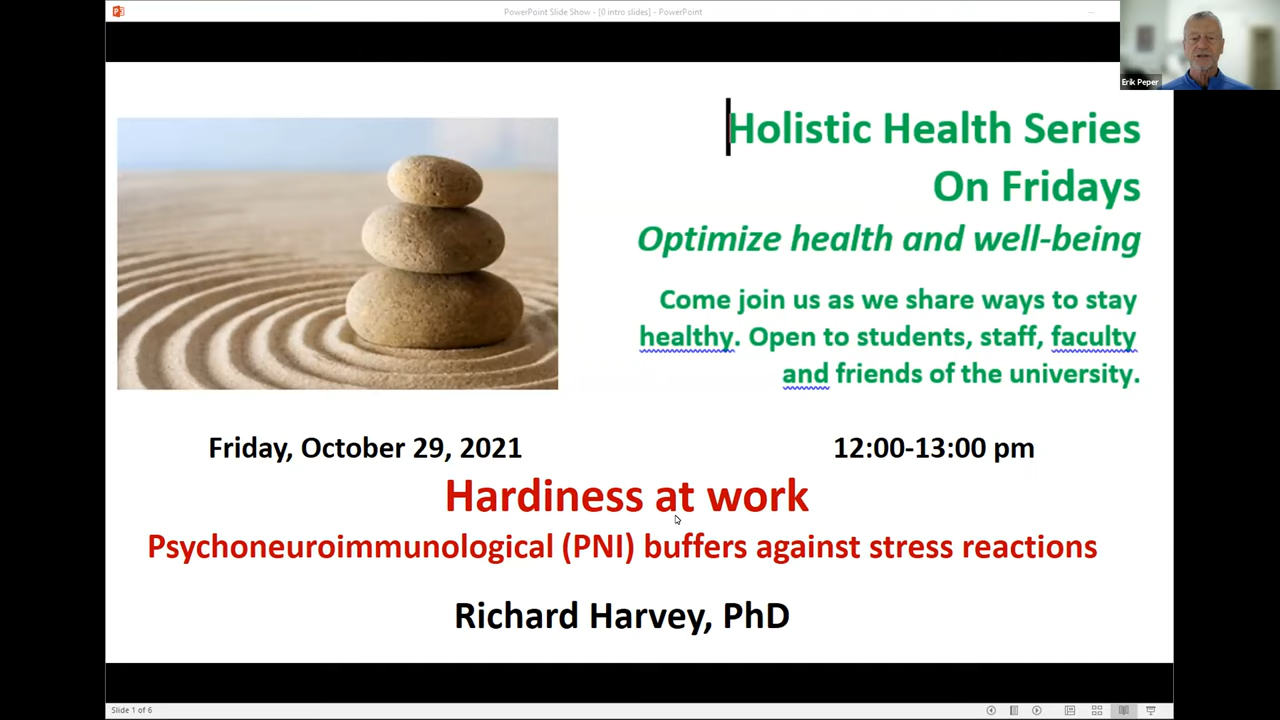 PowerPoint Slide Show - [0 intro slides] - PowerPoint
Erik Peper
Holistic Health Series
On Fridays
Optimize health and well-being
Come join us as we share ways to stay
healthy. Open to students, staff, faculty
and friends of the university.
Friday, October 29, 2021
12:00-13:00 pm
Hardiness at work
Psychoneuroimmunological (PNI) buffers against stress reactions
Richard Harvey, PhD
Slide 1 of 6